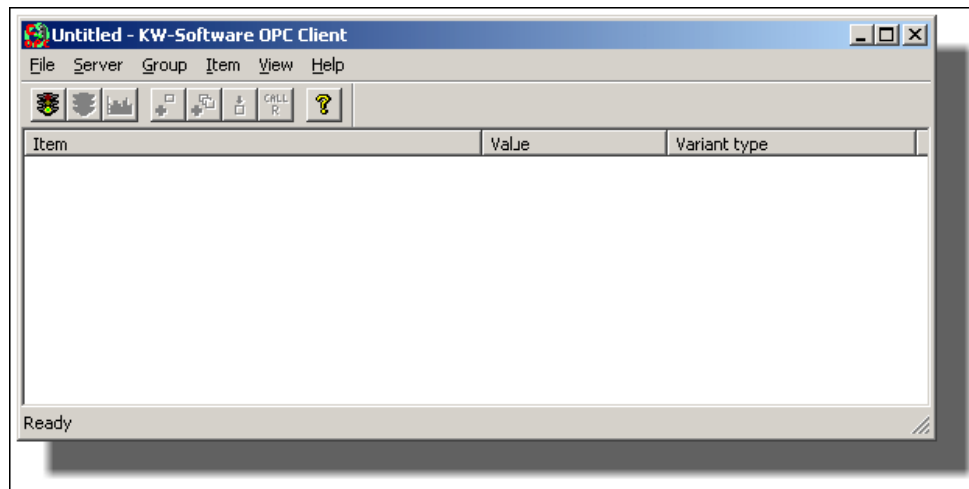 Untitled - KW-Software OPC Client
File Server Group Item View Help
CALL
R
?
Item Value Variant type
Ready